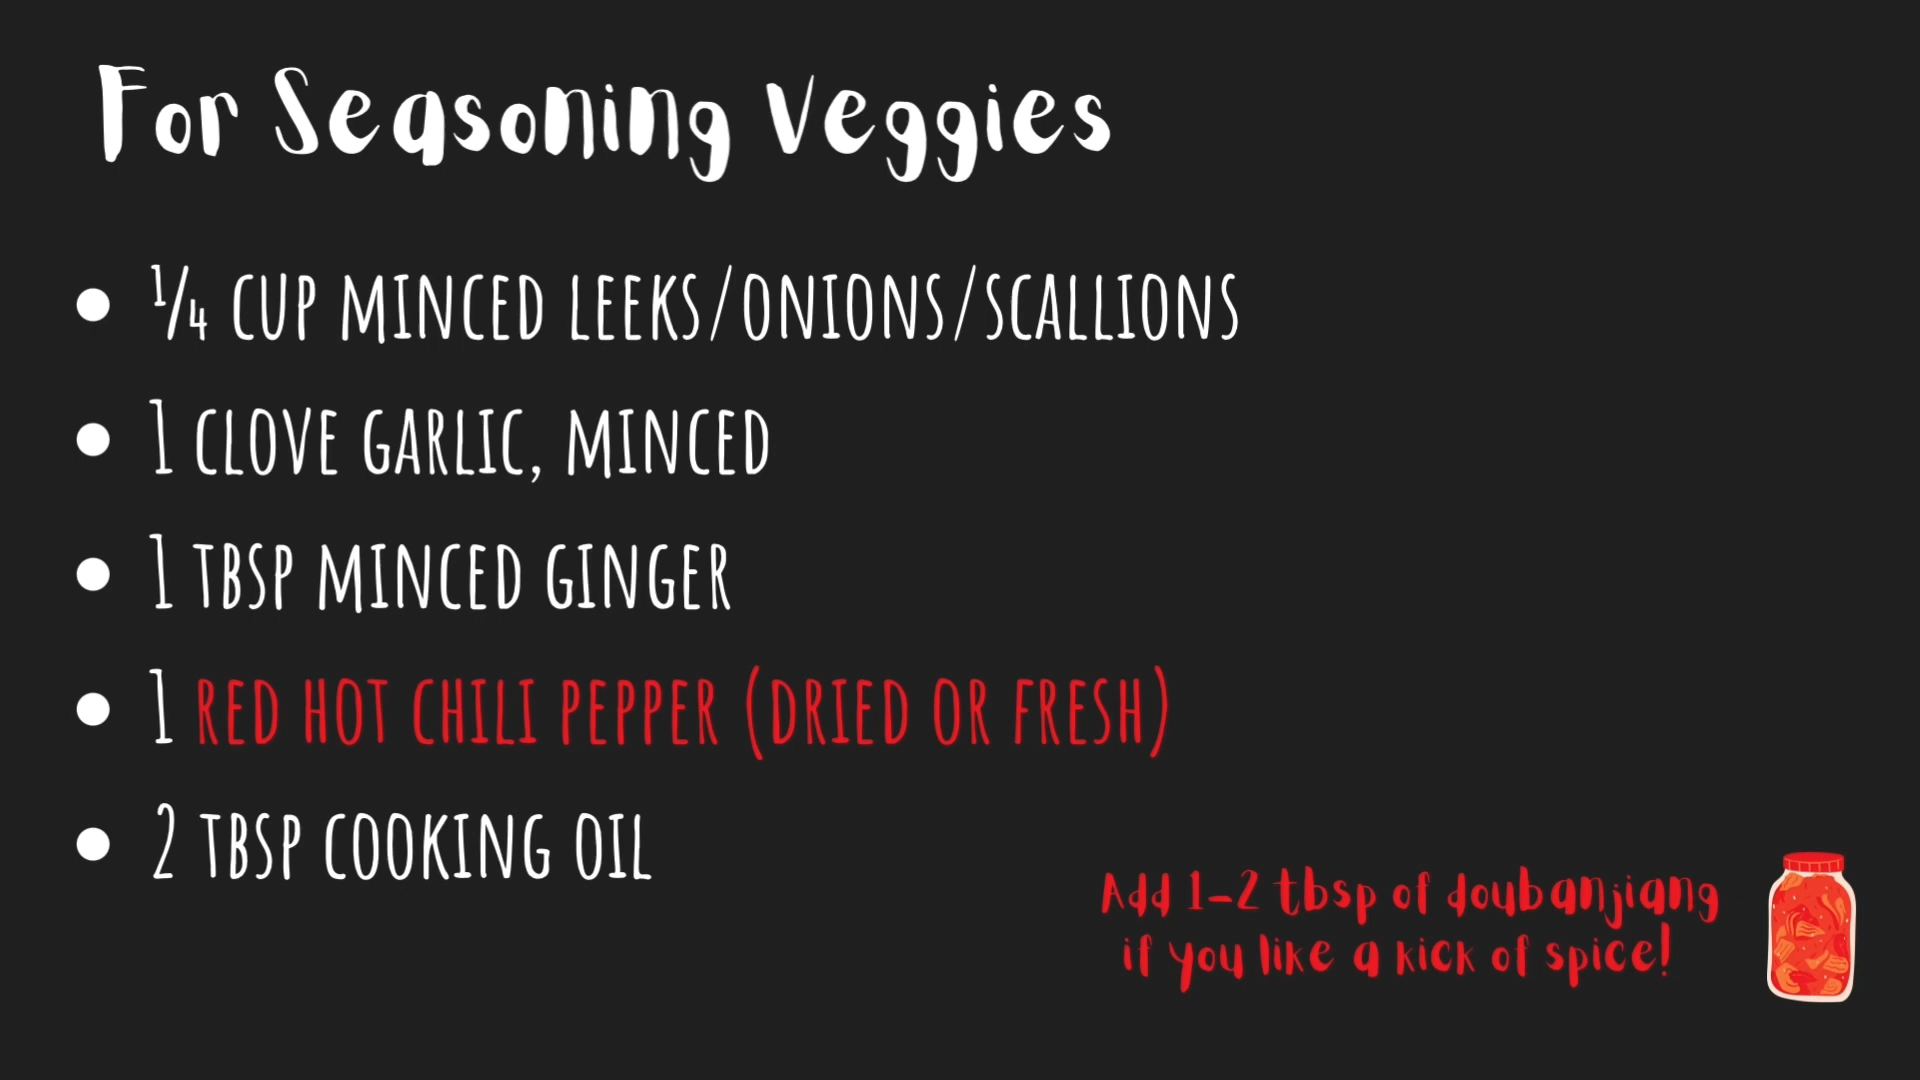 For Seasoning Veggies
• ¼ CUP MINCED LEEKS/ONIONS/SCALLIONS
• 1 CLOVE GARLIC, MINCED
• 1 TBSP MINCED GINGER
• 1 RED HOT CHILI PEPPER (DRIED OR FRESH)
• 2 TBSP COOKING OIL
Add 1-2 tbsp of doubanjiang
if you like a kick of spice!